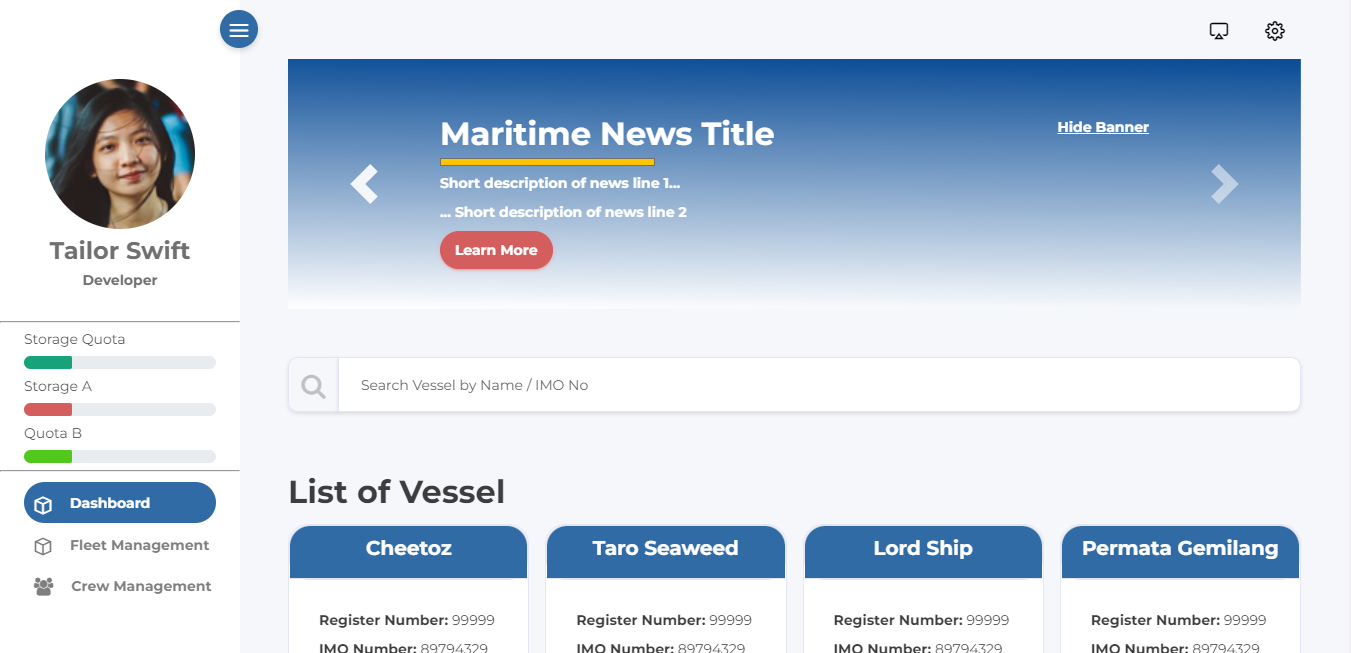 Tailor Swift
Developer
Storage Quota
Storage A
Quota B
Dashboard
Fleet Management
Crew Management
Maritime News Title
Hide Banner
Short description of news line 1...
... Short description of news line 2
Learn More
Search Vessel by Name / IMO No
List of Vessel
Cheetoz
Register Number: 99999
IMO Number: 89794329
Taro Seaweed
Register Number: 99999
IMO Number: 89794329
Lord Ship
Register Number: 99999
IMO Number: 89794329
Permata Gemilang
Register Number: 99999
IMO Number: 89794329